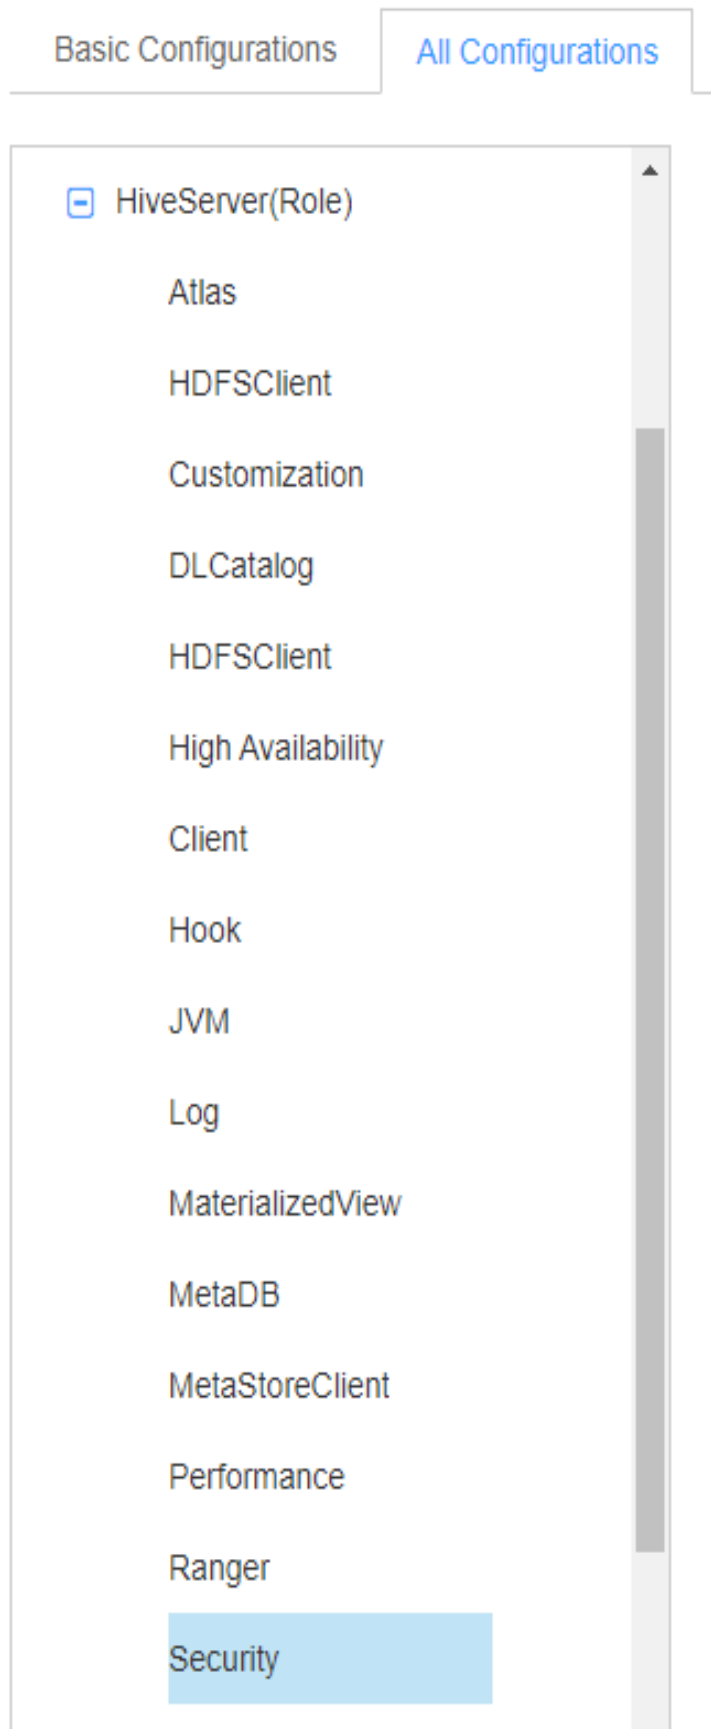 Basic Configurations All Configurations
HiveServer(Role)
Atlas
HDFSClient
Customization
DLCatalog
HDFSClient
High Availability
Client
Hook
JVM
Log
MaterializedView
MetaDB
MetaStoreClient
Performance
Ranger
Security